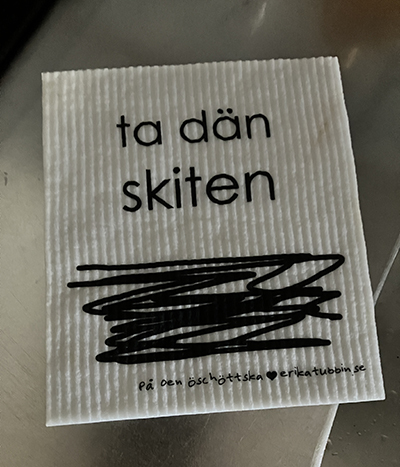 ta dän
skiten
på Den öschöttska ♥ erikatubbin.se